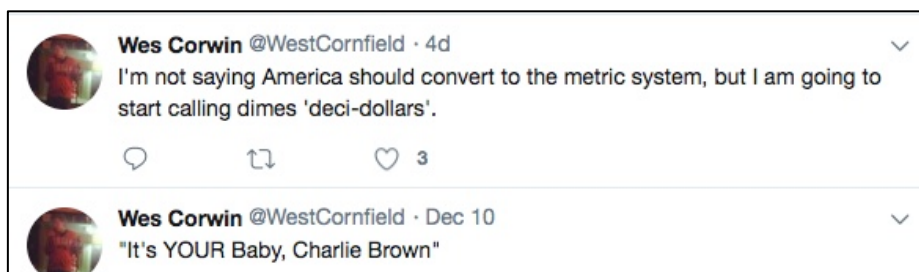 Wes Corwin @WestCornfield · 4d
I'm not saying America should convert to the metric system, but I am going to
start calling dimes 'deci-dollars'.
3
Wes Corwin @WestCornfield · Dec 10
"It's YOUR Baby, Charlie Brown"